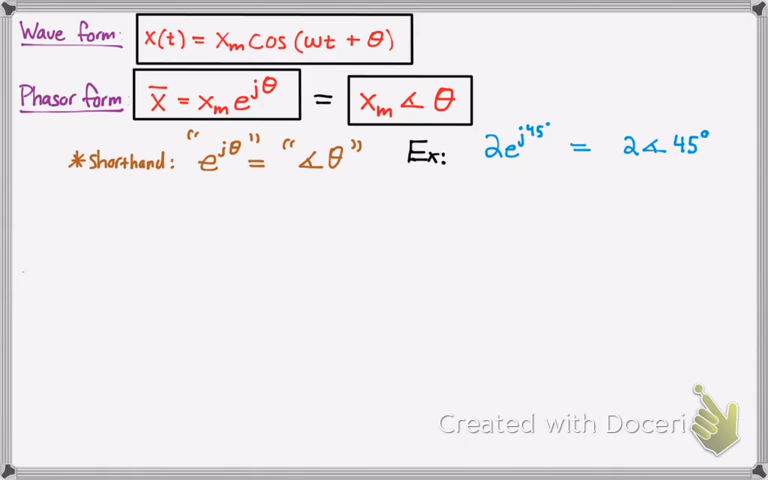 Wave form: x(t) = xₘ cos (ωt + θ)
Phasor form x̅ = xₘ e^jθ = xₘ ∡ θ
*Shorthand: "e^jθ" = "∡ θ" Ex: 2e^j45° = 2∡45°
Created with Doceri